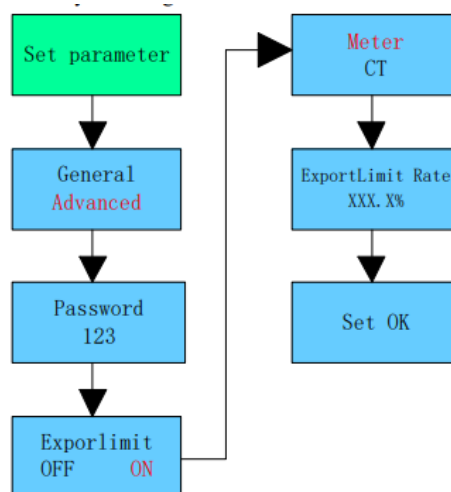 Set parameter
General
Advanced
Password
123
Exporlimit
OFF ON
Meter
CT
ExportLimit Rate
XXX.X%
Set OK